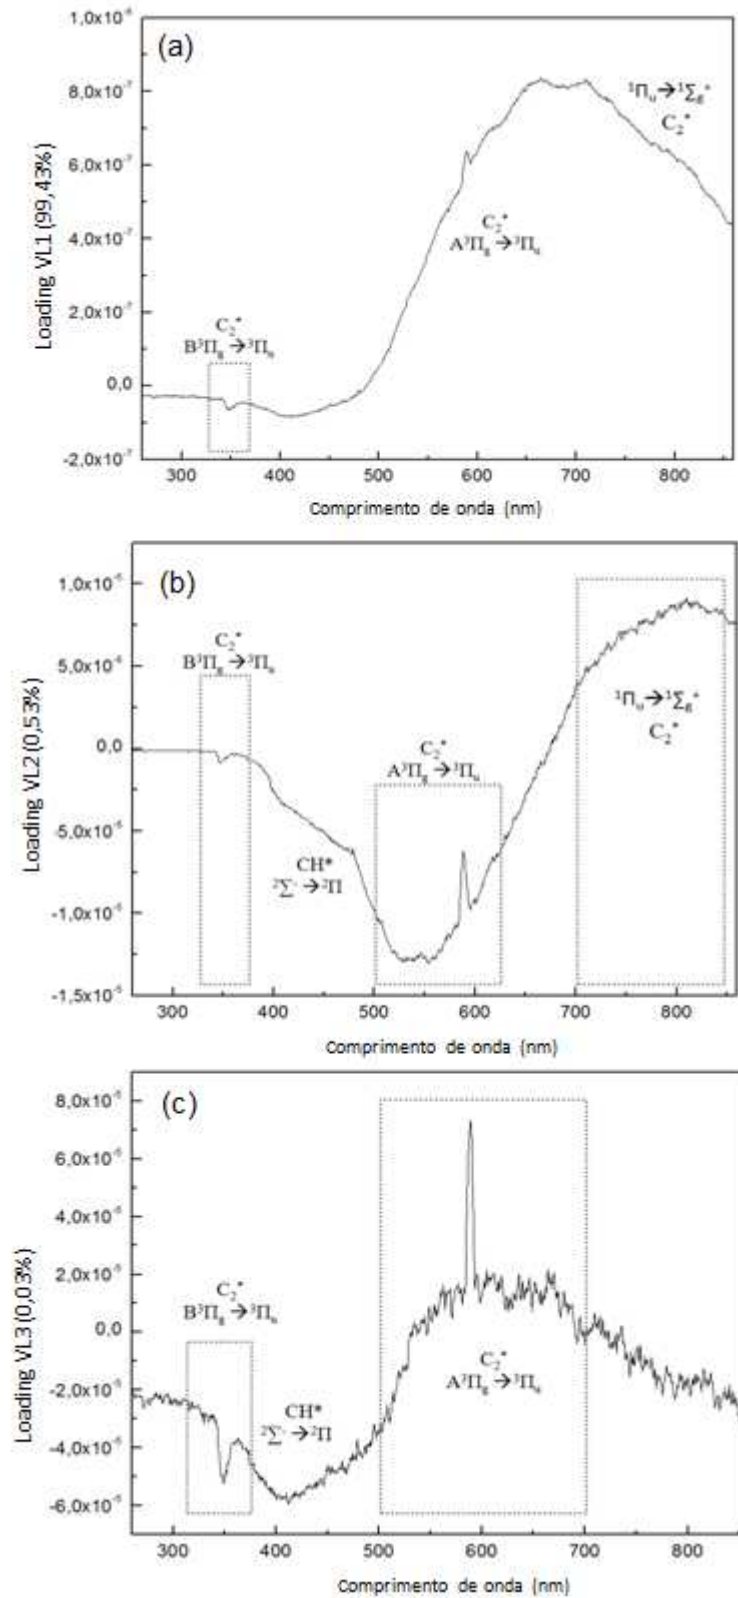 (a)
1,0x10⁻⁶
8,0x10⁻⁷
6,0x10⁻⁷
4,0x10⁻⁷
2,0x10⁻⁷
0,0
-2,0x10⁻⁷
Loading VL1 (99,43%)
¹Πᵤ→¹Σg⁺
C₂*
C₂*
A³Πg→³Πᵤ
C₂*
B³Πg→³Πᵤ
300 400 500 600 700 800
Comprimento de onda (nm)
(b)
1,0x10⁻⁵
5,0x10⁻⁶
0,0
-5,0x10⁻⁶
-1,0x10⁻⁵
-1,5x10⁻⁵
Loading VL2 (0,53%)
C₂*
B³Πg→³Πᵤ
C₂*
A³Πg→³Πᵤ
¹Πᵤ→¹Σg⁺
C₂*
CH*
²Σ⁻→²Π
300 400 500 600 700 800
Comprimento de onda (nm)
(c)
8,0x10⁻⁵
6,0x10⁻⁵
4,0x10⁻⁵
2,0x10⁻⁵
0,0
-2,0x10⁻⁵
-4,0x10⁻⁵
-6,0x10⁻⁵
Loading VL3 (0,03%)
C₂*
B³Πg→³Πᵤ
C₂*
A³Πg→³Πᵤ
CH*
²Σ⁻→²Π
300 400 500 600 700 800
Comprimento de onda (nm)